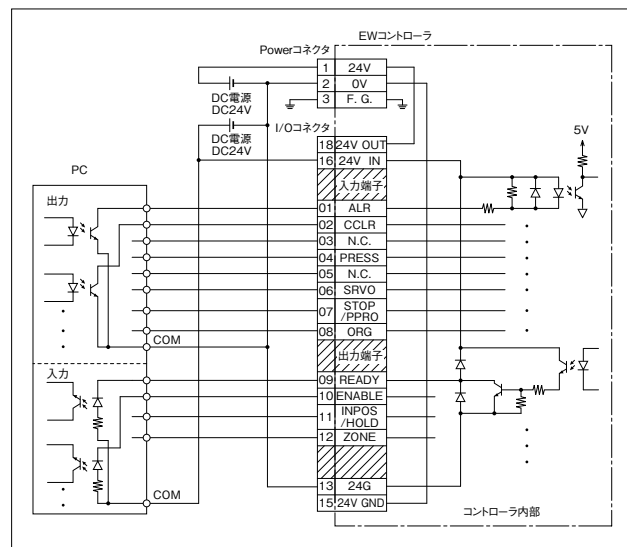 EWコントローラ
Powerコネクタ
1 24V
2 0V
3 F. G.
DC電源
DC24V
DC電源
DC24V
I/Oコネクタ
18 24V OUT
16 24V IN
5V
PC
入力端子
出力
01 ALR
02 CCLR
03 N.C.
04 PRESS
05 N.C.
06 SRVO
07 STOP
/PPRO
08 ORG
COM
出力端子
入力
09 READY
10 ENABLE
11 INPOS
/HOLD
12 ZONE
13 24G
COM
15 24V GND
コントローラ内部